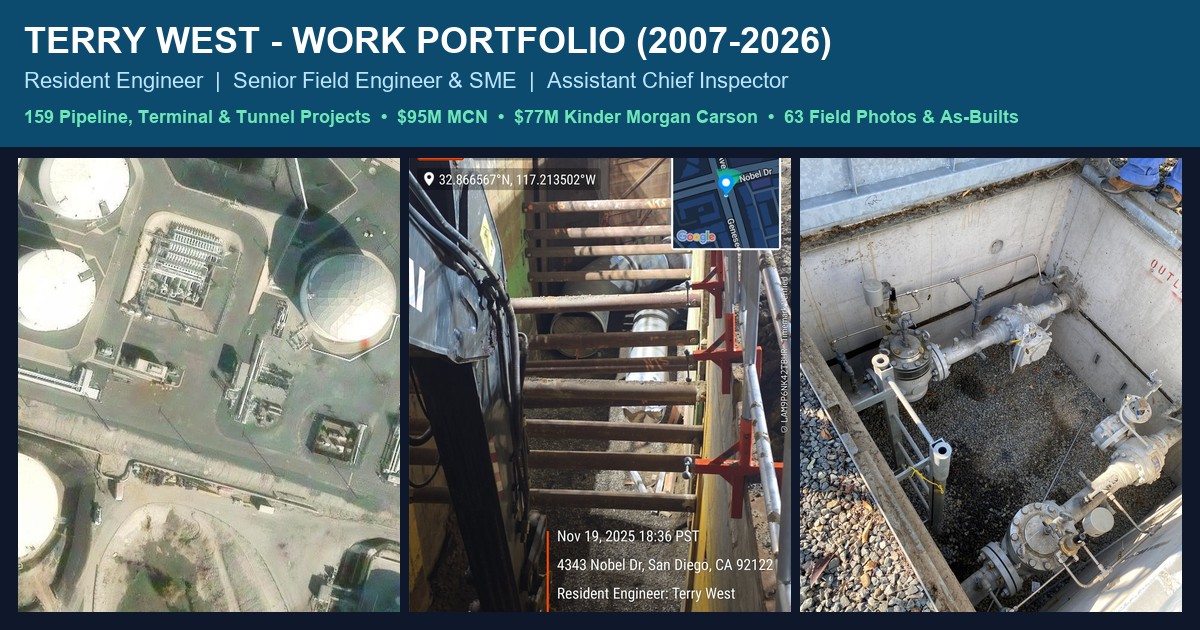 TERRY WEST - WORK PORTFOLIO (2007-2026)
Resident Engineer | Senior Field Engineer & SME | Assistant Chief Inspector
159 Pipeline, Terminal & Tunnel Projects • $95M MCN • $77M Kinder Morgan Carson • 63 Field Photos & As-Builts
32.866567°N, 117.213502°W
Nobel Dr
Genese
Google
Nov 19, 2025 18:36 PST
4343 Nobel Dr, San Diego, CA 92122
Resident Engineer: Terry West
OUTL